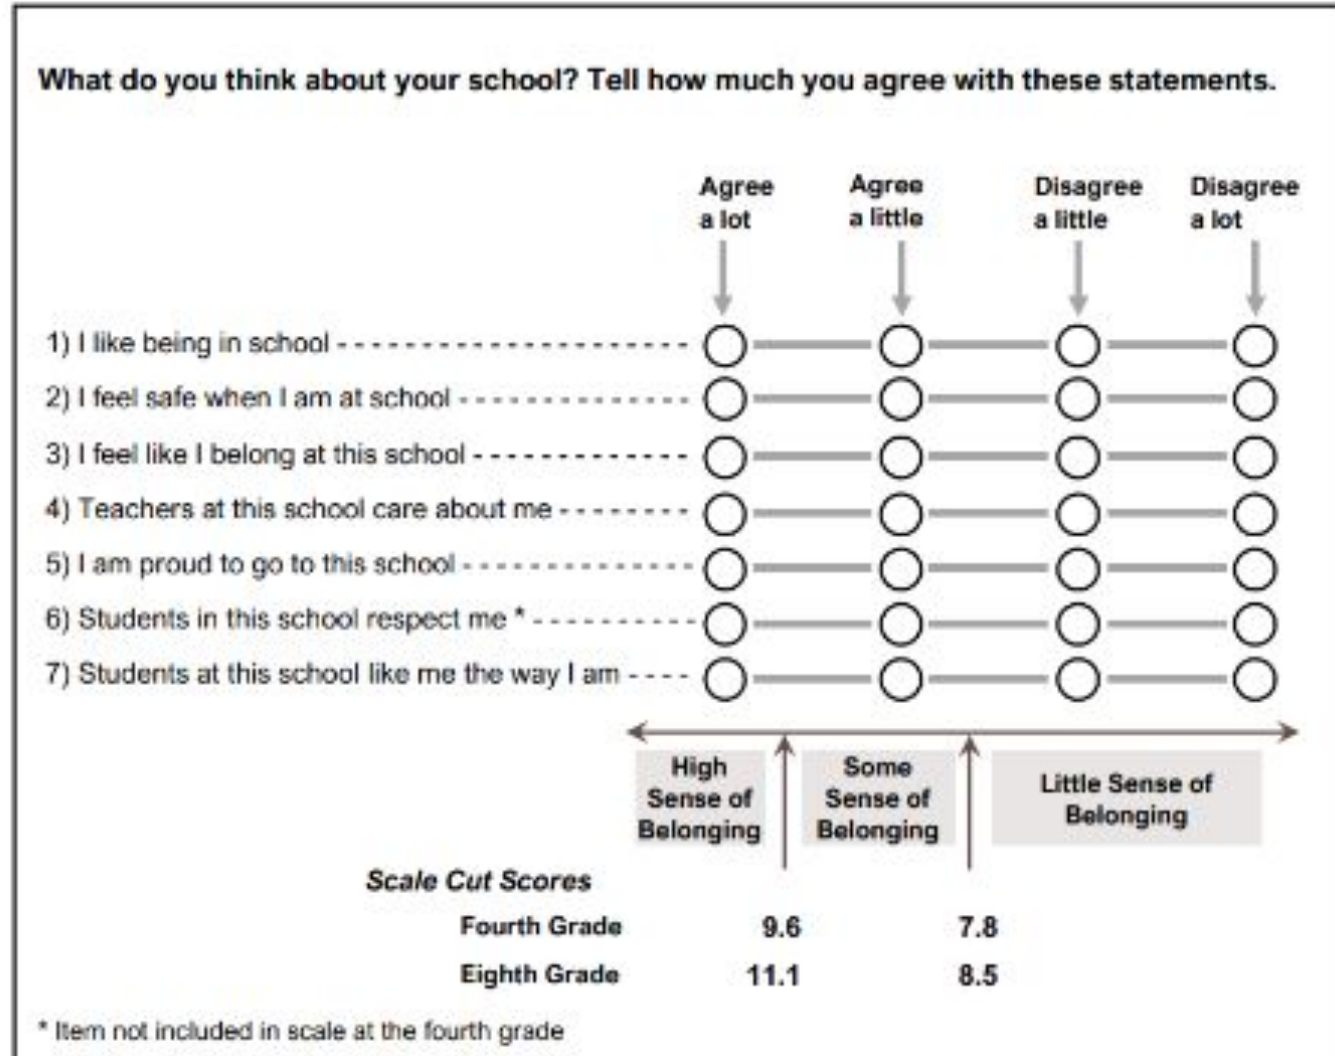 What do you think about your school? Tell how much you agree with these statements.
Agree a lot
Agree a little
Disagree a little
Disagree a lot
1) I like being in school
2) I feel safe when I am at school
3) I feel like I belong at this school
4) Teachers at this school care about me
5) I am proud to go to this school
6) Students in this school respect me *
7) Students at this school like me the way I am
High Sense of Belonging
Some Sense of Belonging
Little Sense of Belonging
Scale Cut Scores
Fourth Grade 9.6 7.8
Eighth Grade 11.1 8.5
* Item not included in scale at the fourth grade